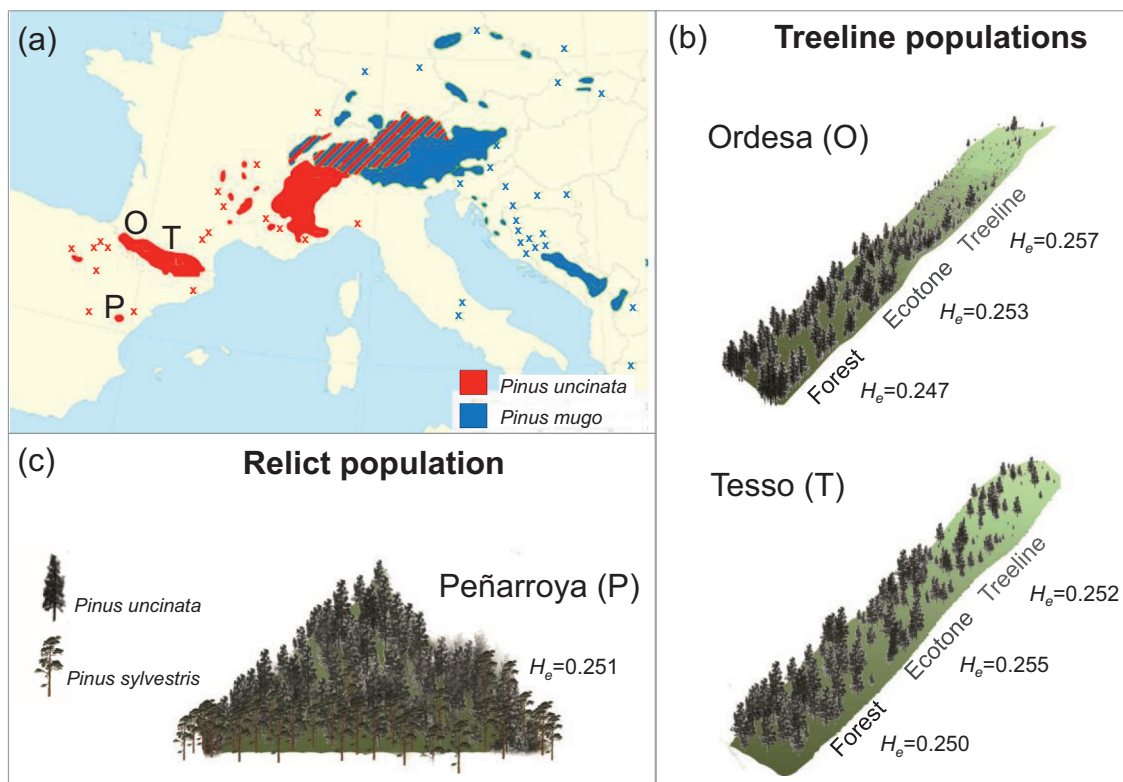 (a)
O
T
P
Pinus uncinata
Pinus mugo
(b) Treeline populations
Ordesa (O)
Treeline
He=0.257
Ecotone
He=0.253
Forest
He=0.247
Tesso (T)
Treeline
He=0.252
Ecotone
He=0.255
Forest
He=0.250
(c) Relict population
Peñarroya (P)
Pinus uncinata
He=0.251
Pinus sylvestris